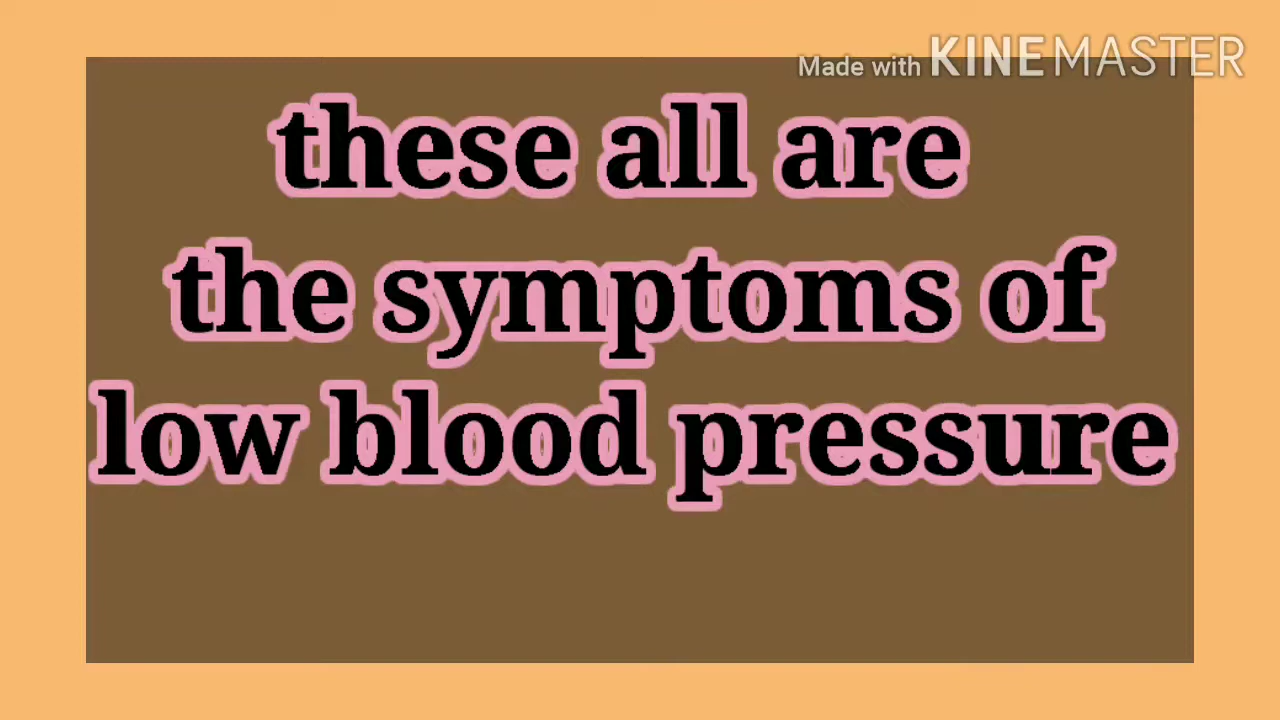 Made with KINEMASTER
these all are
the symptoms of
low blood pressure